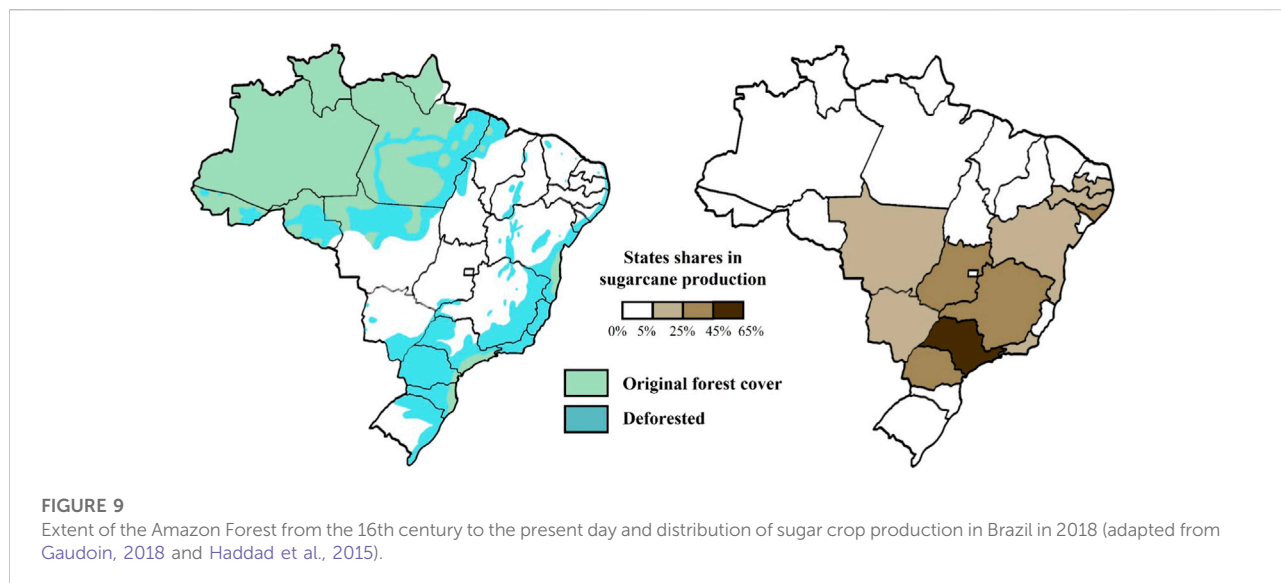 States shares in
sugarcane production
0% 5% 25% 45% 65%
Original forest cover
Deforested
FIGURE 9
Extent of the Amazon Forest from the 16th century to the present day and distribution of sugar crop production in Brazil in 2018 (adapted from
Gaudoin, 2018 and Haddad et al., 2015).